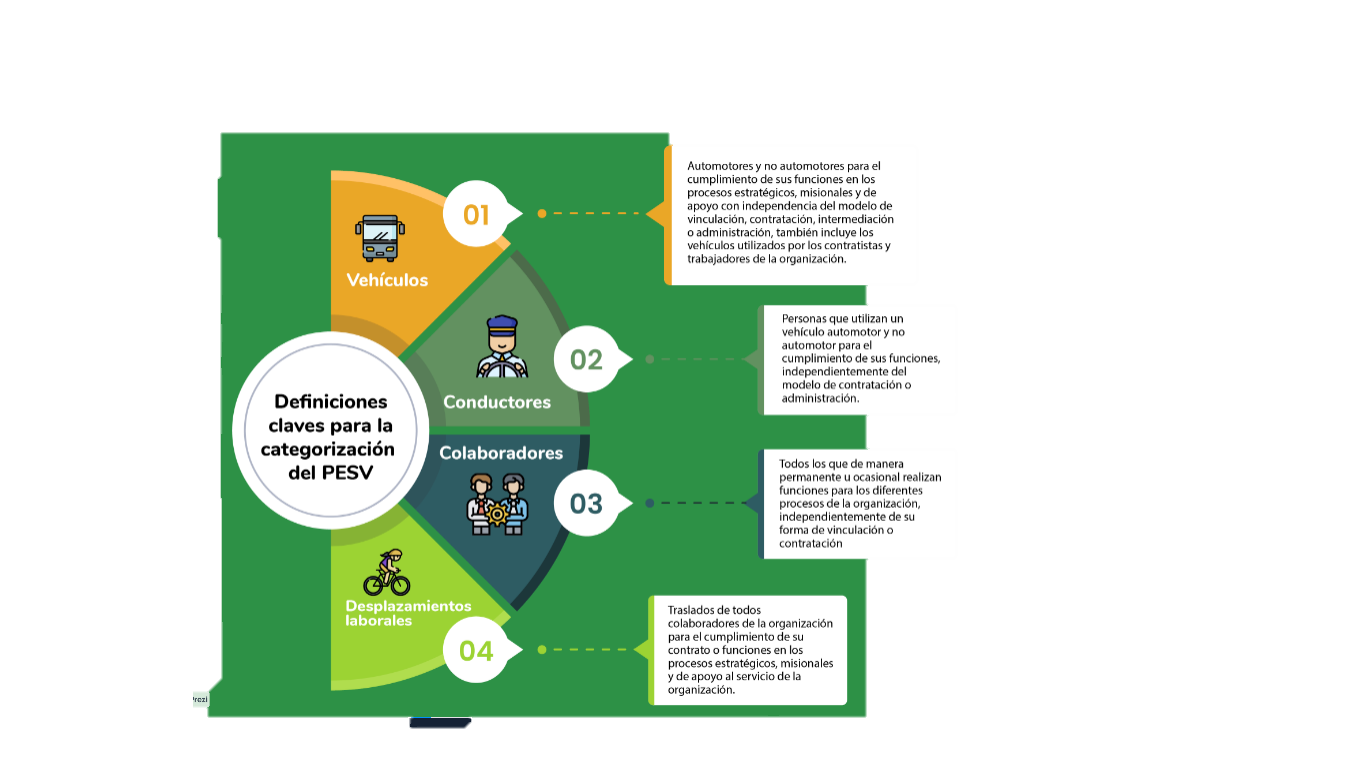 Definiciones
claves para la
categorización
del PESV
01
Vehículos
Automotores y no automotores para el
cumplimiento de sus funciones en los
procesos estratégicos, misionales y de
apoyo con independencia del modelo de
vinculación, contratación, intermediación
o administración, también incluye los
vehículos utilizados por los contratistas y
trabajadores de la organización.
02
Conductores
Personas que utilizan un
vehículo automotor y no
automotor para el
cumplimiento de sus funciones,
independientemente del
modelo de contratación o
administración.
Colaboradores
03
Todos los que de manera
permanente u ocasional realizan
funciones para los diferentes
procesos de la organización,
independientemente de su
forma de vinculación o
contratación
Desplazamientos
laborales
04
Traslados de todos
colaboradores de la organización
para el cumplimiento de su
contrato o funciones en los
procesos estratégicos, misionales
y de apoyo al servicio de la
organización.